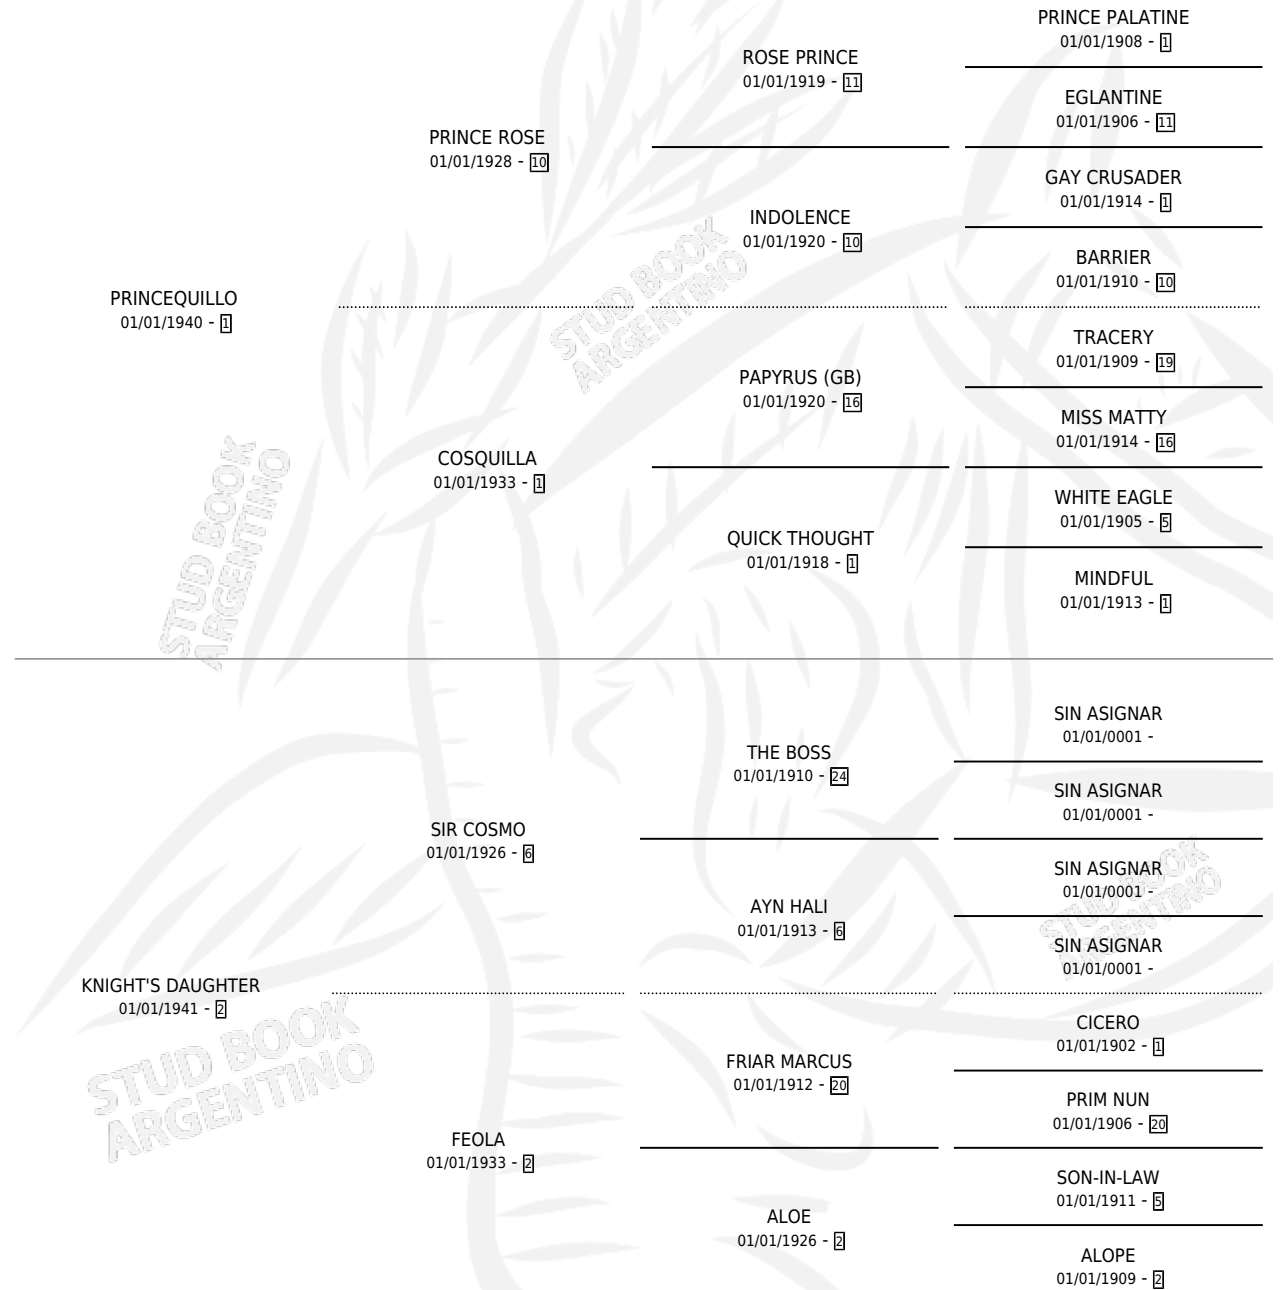 PRINCE PALATINE
01/01/1908 - 1
ROSE PRINCE
01/01/1919 - 11
EGLANTINE
01/01/1906 - 11
PRINCE ROSE
01/01/1928 - 10
GAY CRUSADER
01/01/1914 - 1
INDOLENCE
01/01/1920 - 10
BARRIER
01/01/1910 - 10
PRINCEQUILLO
01/01/1940 - 1
TRACERY
01/01/1909 - 19
PAPYRUS (GB)
01/01/1920 - 16
MISS MATTY
01/01/1914 - 16
COSQUILLA
01/01/1933 - 1
WHITE EAGLE
01/01/1905 - 5
QUICK THOUGHT
01/01/1918 - 1
MINDFUL
01/01/1913 - 1
STUD BOOK
ARGENTINO
STUD BOOK
ARGENTINO
SIN ASIGNAR
01/01/0001 -
THE BOSS
01/01/1910 - 24
SIN ASIGNAR
01/01/0001 -
SIR COSMO
01/01/1926 - 6
SIN ASIGNAR
01/01/0001 -
AYN HALI
01/01/1913 - 6
SIN ASIGNAR
01/01/0001 -
KNIGHT'S DAUGHTER
01/01/1941 - 2
CICERO
01/01/1902 - 1
FRIAR MARCUS
01/01/1912 - 20
PRIM NUN
01/01/1906 - 20
FEOLA
01/01/1933 - 2
SON-IN-LAW
01/01/1911 - 5
ALOE
01/01/1926 - 2
ALOPE
01/01/1909 - 2
STUD BOOK
ARGENTINO
STUD BOOK
ARGENTINO